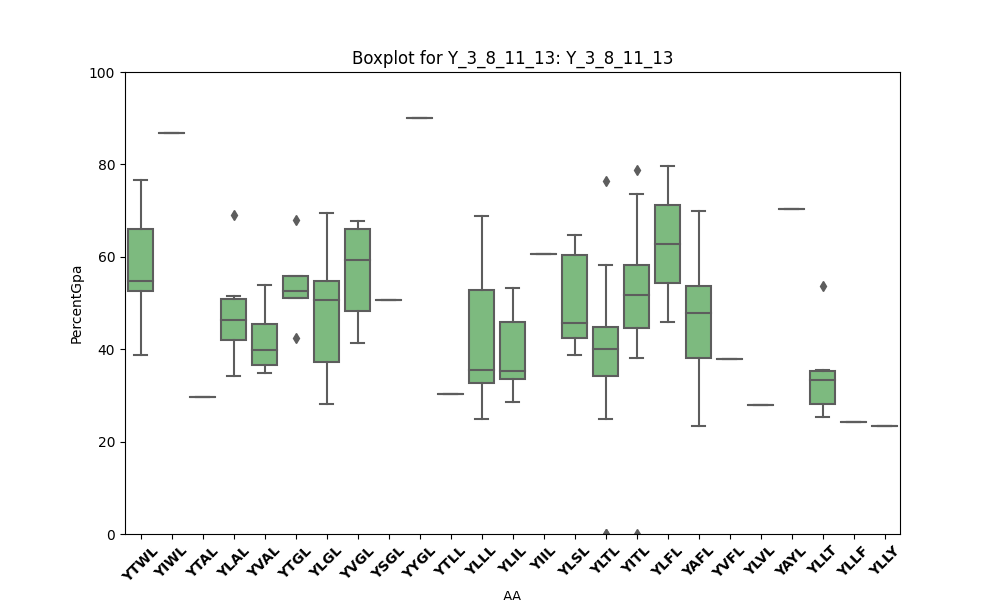 Boxplot for Y_3_8_11_13: Y_3_8_11_13
100
80
60
40
20
0
PercentGpa
YTWL YIWL YTAL YLAL YVAL YTGL YLGL YVGL YSGL YYGL YTLL YLLL YLIL YIIL YLSL YLTL YITL YLFL YAFL YVFL YLVL YAYL YLLT YLLF YLLY
AA